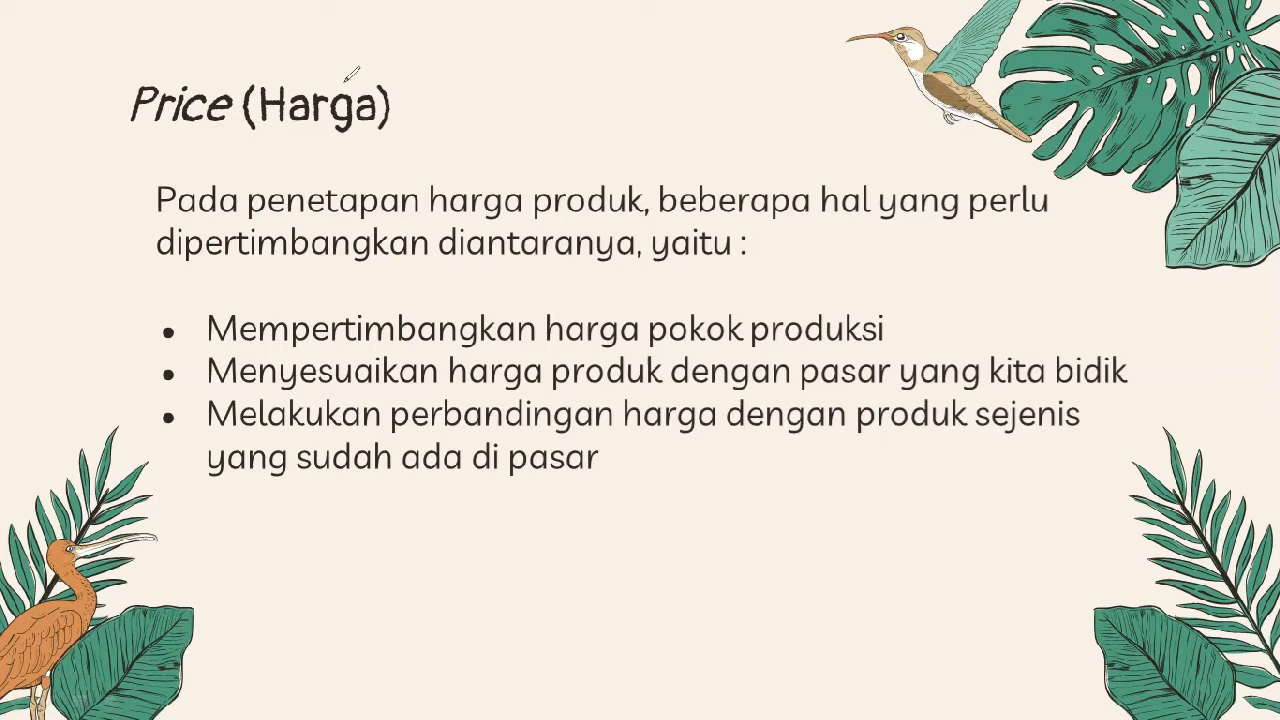 Price (Harga)
Pada penetapan harga produk, beberapa hal yang perlu
dipertimbangkan diantaranya, yaitu :
• Mempertimbangkan harga pokok produksi
• Menyesuaikan harga produk dengan pasar yang kita bidik
• Melakukan perbandingan harga dengan produk sejenis
yang sudah ada di pasar